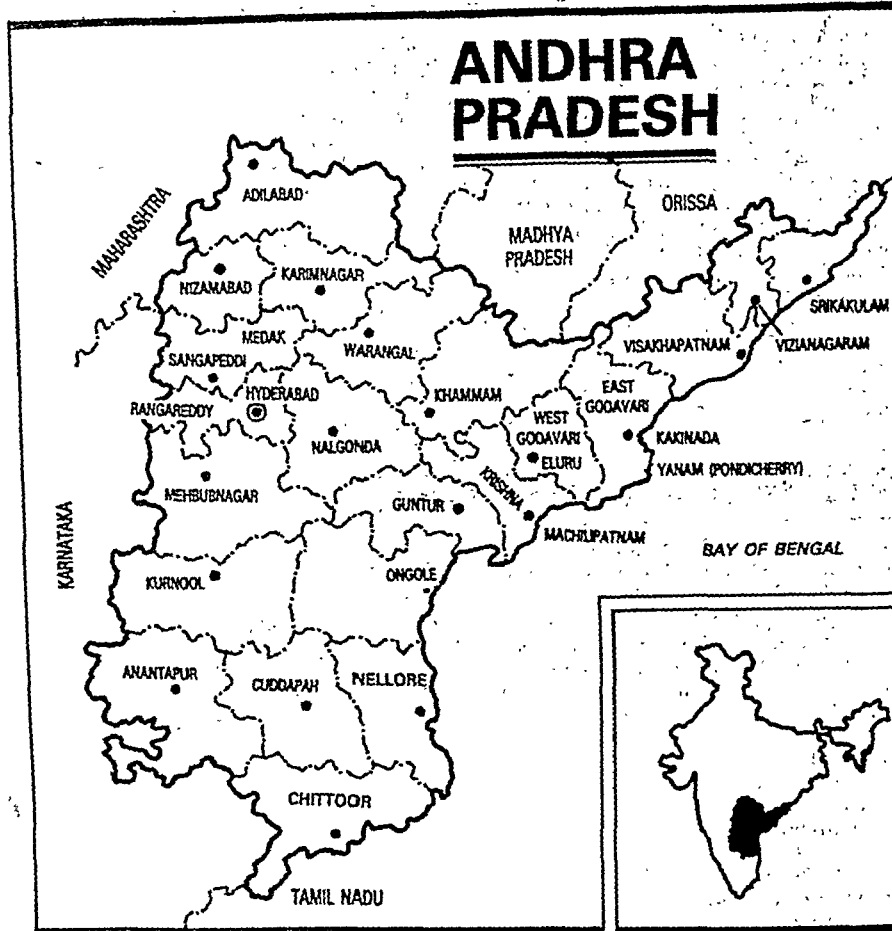 ANDHRA
PRADESH
ADILABAD
MAHARASHTRA
ORISSA
MADHYA
PRADESH
NIZAMABAD
KARIMNAGAR
SRIKAKULAM
MEDAK
WARANGAL
VISAKHAPATNAM
VIZIANAGARAM
SANGAPEDDI
HYDERABAD
KHAMMAM
EAST
GODAVARI
RANGAREDDY
WEST
GODAVARI
NALGONDA
KAKINADA
ELURU
YANAM (PONDICHERRY)
MEHBUBNAGAR
KRISHNA
GUNTUR
MACHILIPATNAM
KARNATAKA
BAY OF BENGAL
KURNOOL
ONGOLE
ANANTAPUR
CUDDAPAH
NELLORE
CHITTOOR
TAMIL NADU